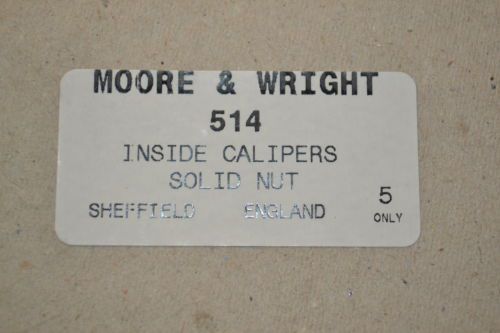 MOORE & WRIGHT
514
INSIDE CALIPERS
SOLID NUT
SHEFFIELD ENGLAND
5
ONLY